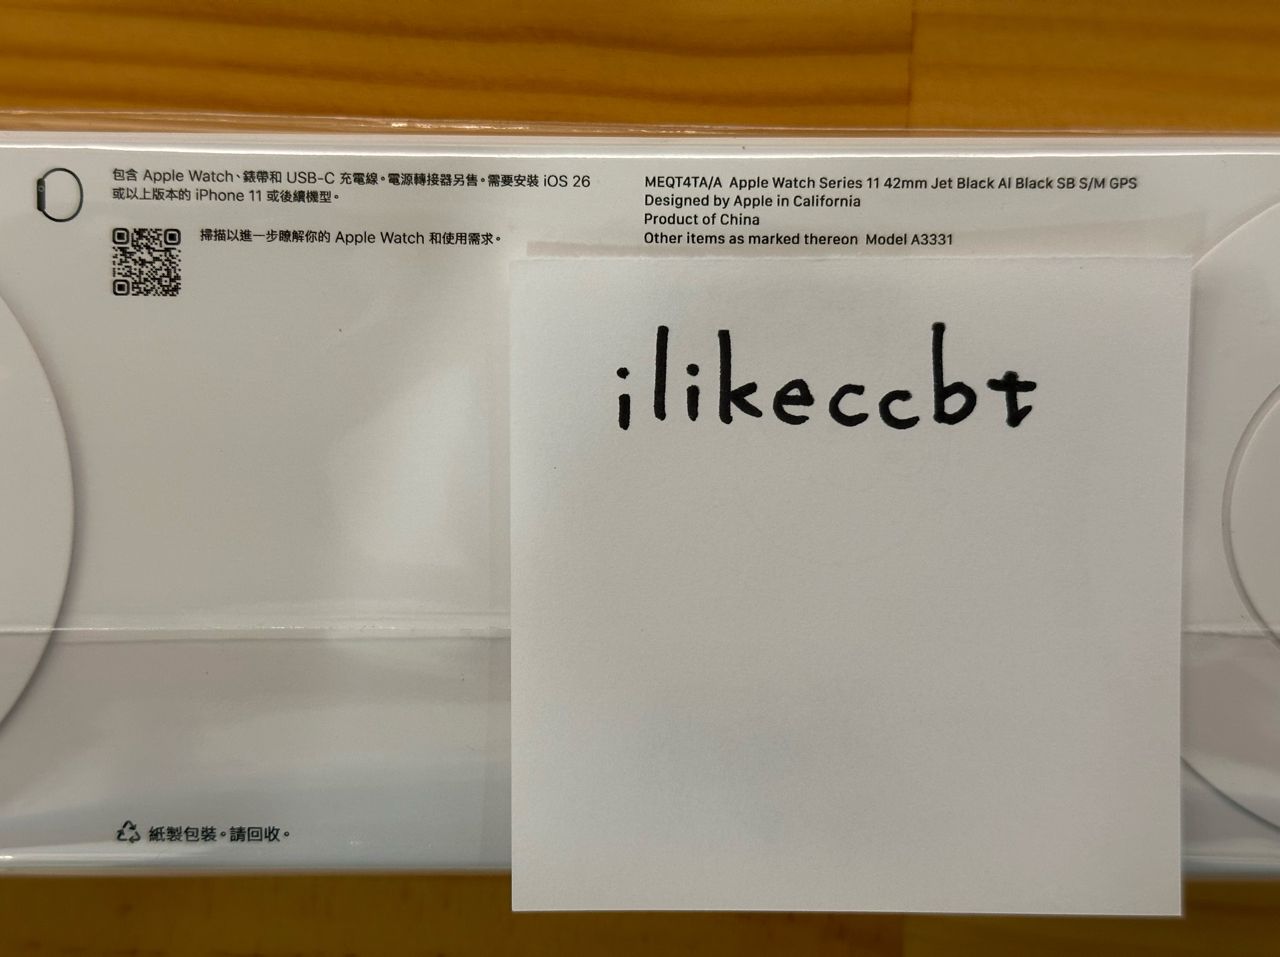 包含 Apple Watch、錶帶和 USB-C 充電線。電源轉接器另售。需要安裝 iOS 26
或以上版本的 iPhone 11 或後續機型。
掃描以進一步瞭解你的 Apple Watch 和使用需求。
MEQT4TA/A Apple Watch Series 11 42mm Jet Black Al Black SB S/M GPS
Designed by Apple in California
Product of China
Other items as marked thereon Model A3331
ilikeccbt
紙製包裝。請回收。